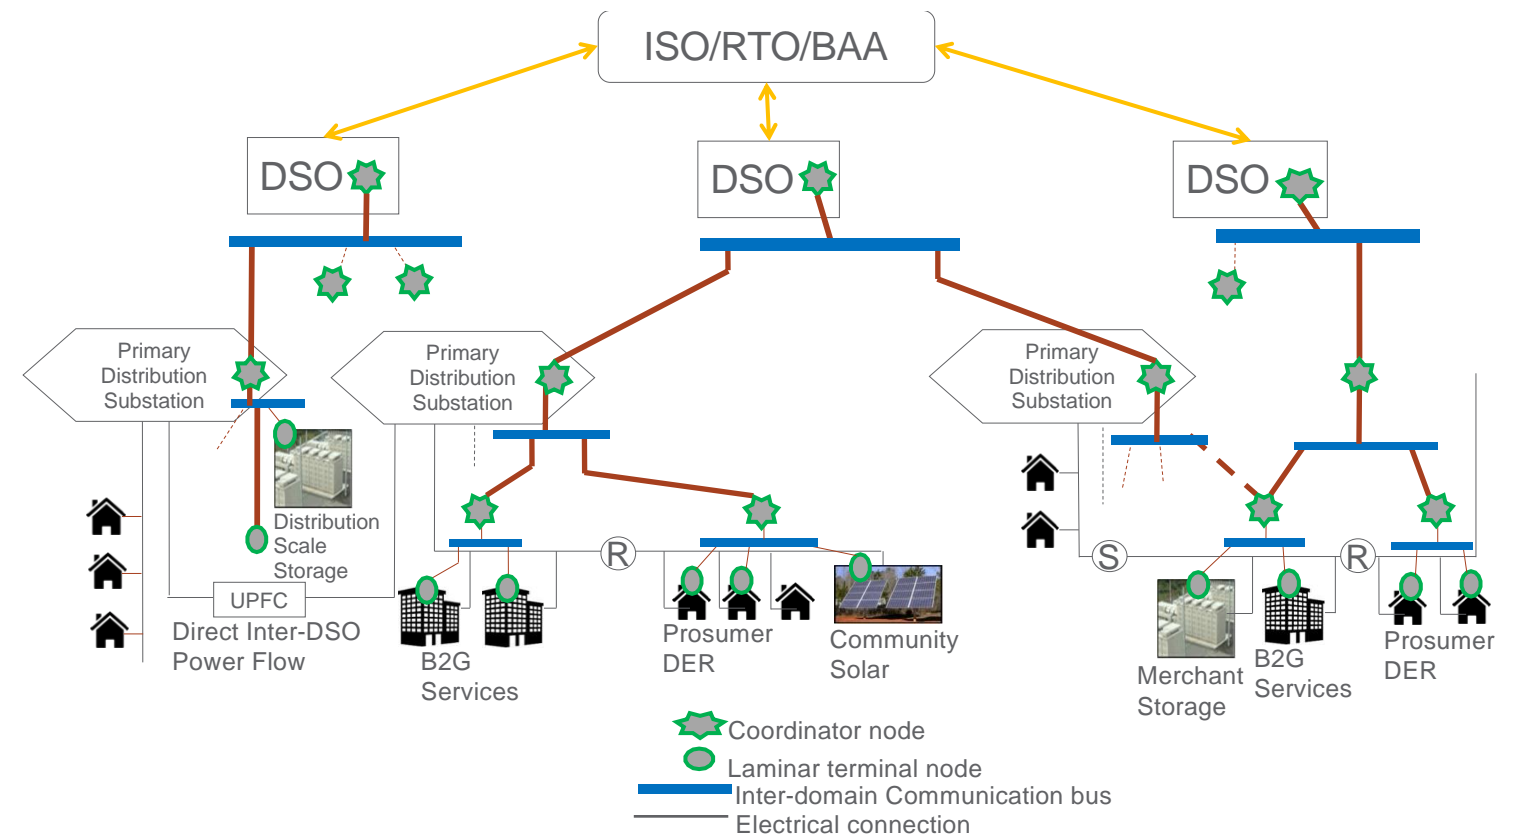 ISO/RTO/BAA
DSO
DSO
DSO
Primary
Distribution
Substation
Primary
Distribution
Substation
Primary
Distribution
Substation
Distribution
Scale
Storage
UPFC
Direct Inter-DSO
Power Flow
R
B2G
Services
Prosumer
DER
Community
Solar
S
R
Merchant
Storage
B2G
Services
Prosumer
DER
Coordinator node
Laminar terminal node
Inter-domain Communication bus
Electrical connection